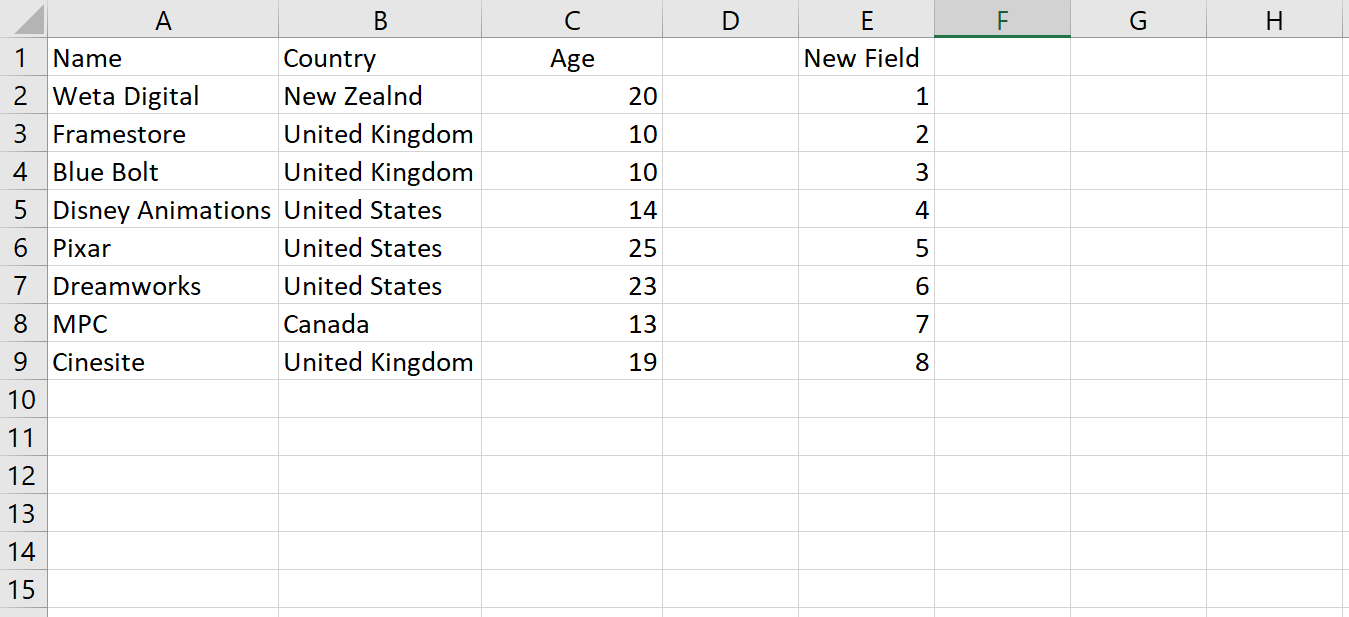 A B C D E F G H
1 Name Country Age New Field
2 Weta Digital New Zealnd 20 1
3 Framestore United Kingdom 10 2
4 Blue Bolt United Kingdom 10 3
5 Disney Animations United States 14 4
6 Pixar United States 25 5
7 Dreamworks United States 23 6
8 MPC Canada 13 7
9 Cinesite United Kingdom 19 8
10
11
12
13
14
15